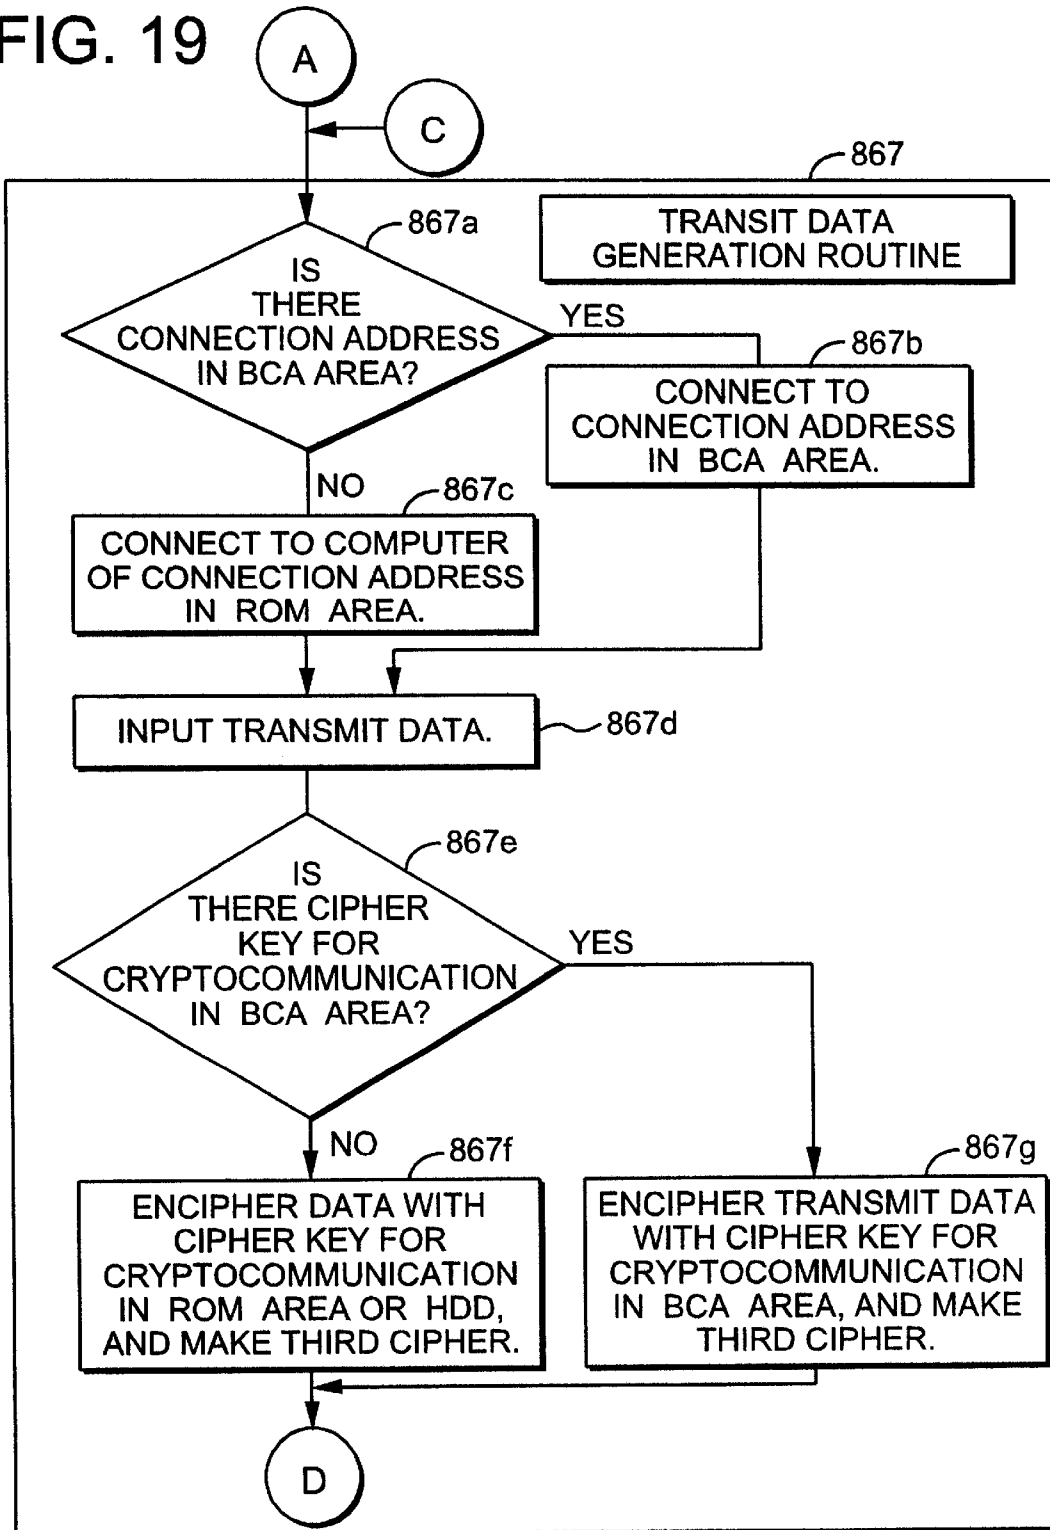 FIG. 19
A
C
867
TRANSIT DATA
GENERATION ROUTINE
867a
IS
THERE
CONNECTION ADDRESS
IN BCA AREA?
YES
867b
CONNECT TO
CONNECTION ADDRESS
IN BCA AREA.
NO
867c
CONNECT TO COMPUTER
OF CONNECTION ADDRESS
IN ROM AREA.
INPUT TRANSMIT DATA.
867d
867e
IS
THERE CIPHER
KEY FOR
CRYPTOCOMMUNICATION
IN BCA AREA?
YES
NO
867f
ENCIPHER DATA WITH
CIPHER KEY FOR
CRYPTOCOMMUNICATION
IN ROM AREA OR HDD,
AND MAKE THIRD CIPHER.
867g
ENCIPHER TRANSMIT DATA
WITH CIPHER KEY FOR
CRYPTOCOMMUNICATION
IN BCA AREA, AND MAKE
THIRD CIPHER.
D